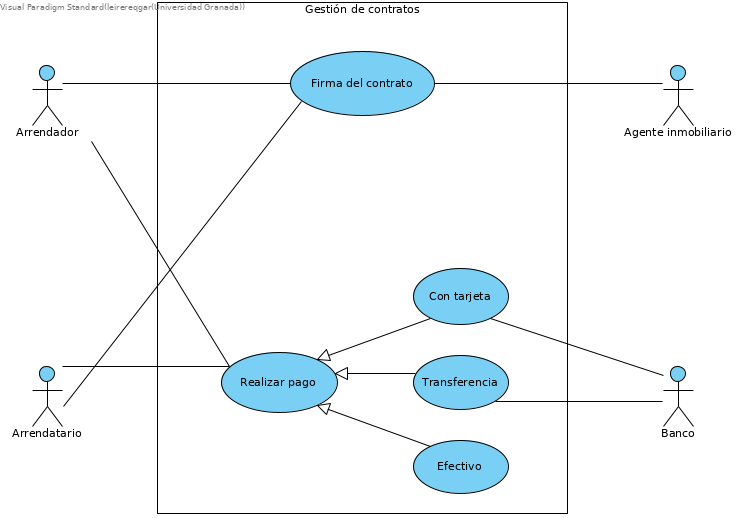 Visual Paradigm Standard(leirereqgar(Universidad Granada))
Gestión de contratos
Firma del contrato
Arrendador
Agente inmobiliario
Con tarjeta
Realizar pago
Transferencia
Arrendatario
Banco
Efectivo